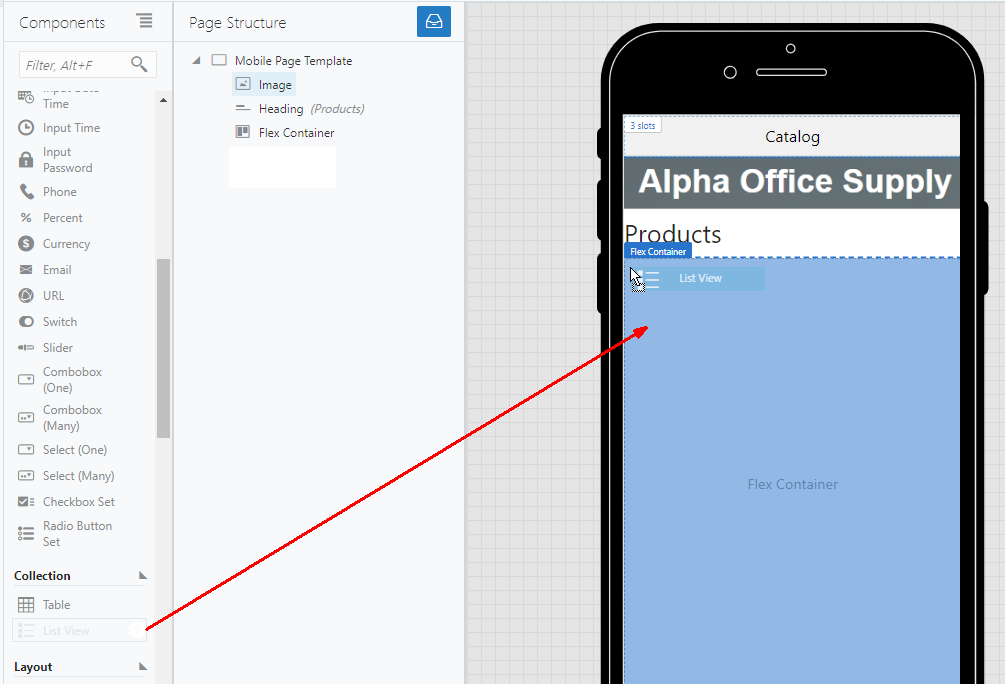 Components
Filter, Alt+F
Time
Input Time
Input
Password
Phone
Percent
Currency
Email
URL
Switch
Slider
Combobox
(One)
Combobox
(Many)
Select (One)
Select (Many)
Checkbox Set
Radio Button
Set
Collection
Table
List View
Layout
Page Structure
Mobile Page Template
Image
Heading (Products)
Flex Container
3 slots
Catalog
Alpha Office Supply
Products
Flex Container
List View
Flex Container